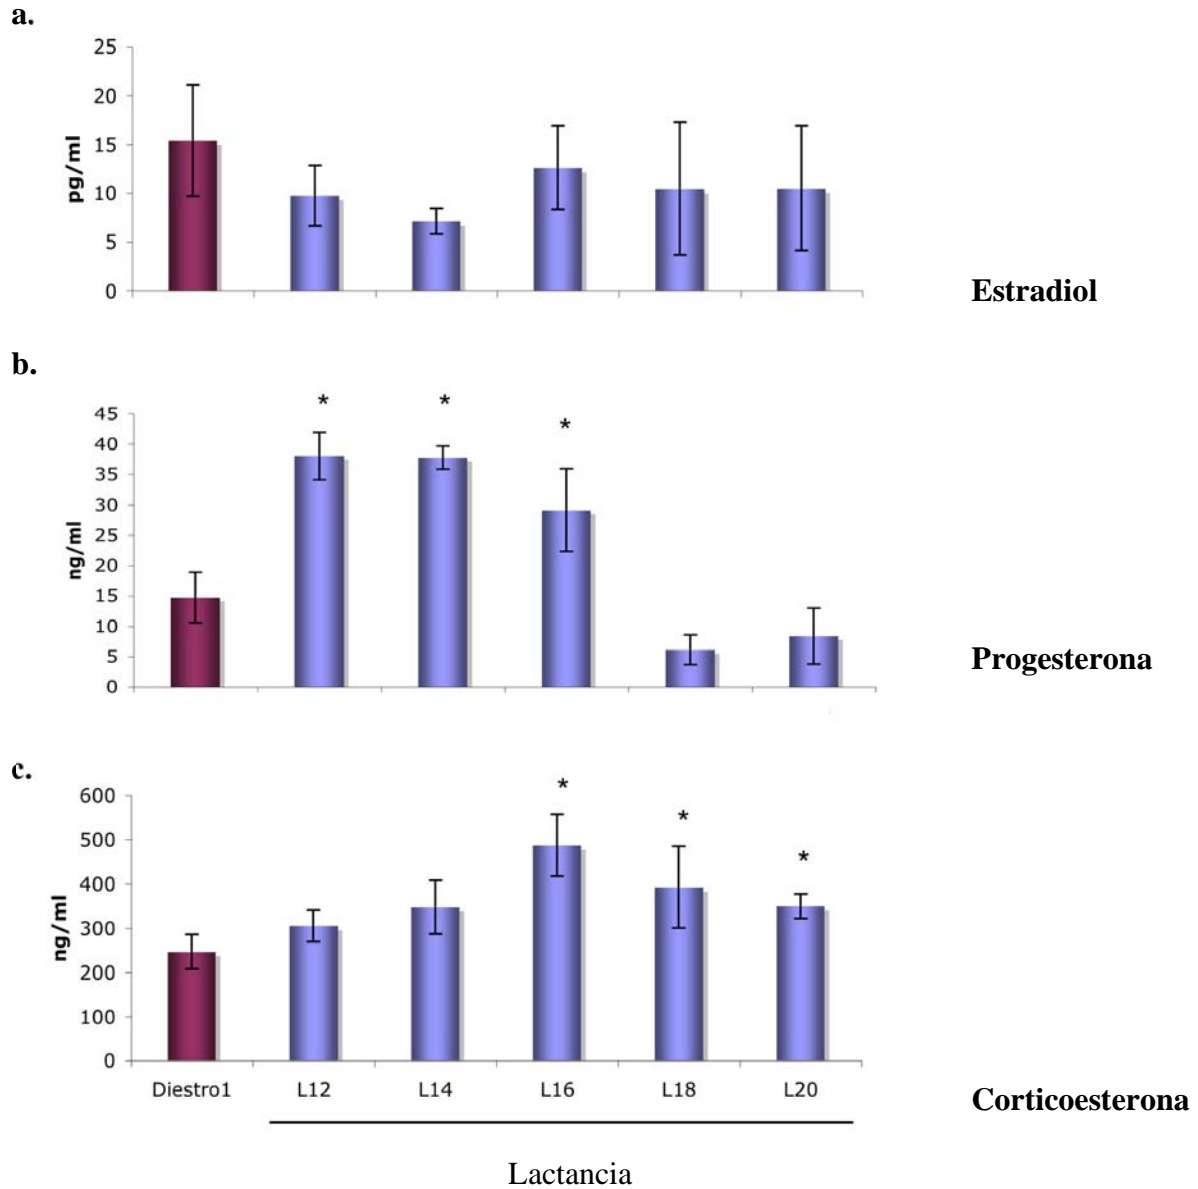 a.
25
20
15
10
5
0
pg/ml
Estradiol
b.
* * *
45
40
35
30
25
20
15
10
5
0
ng/ml
Progesterona
c.
* * *
600
500
400
300
200
100
0
ng/ml
Diestro1 L12 L14 L16 L18 L20
Corticoesterona
Lactancia